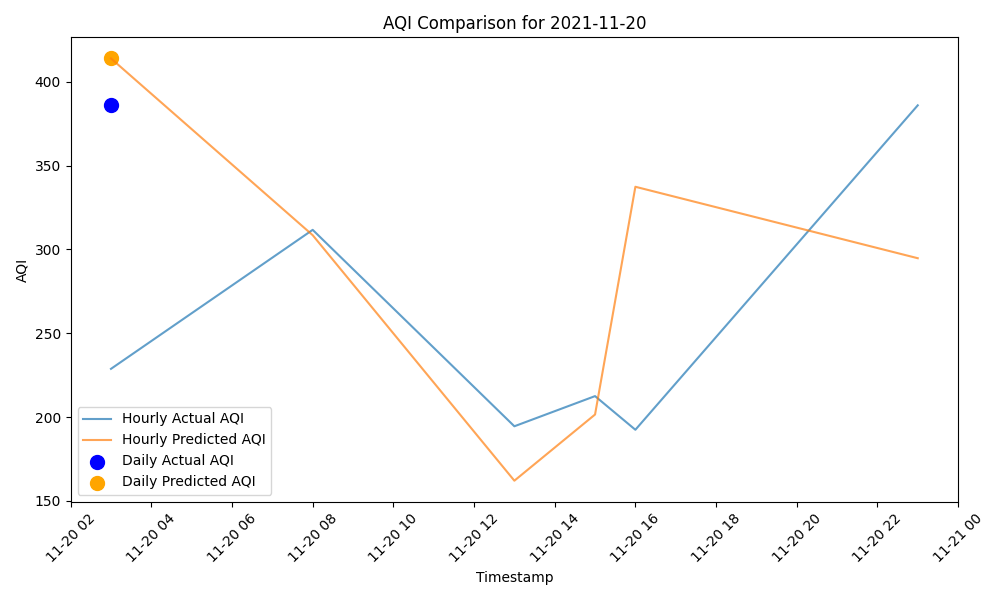 AQI Comparison for 2021-11-20
AQI
400
350
300
250
200
150
Hourly Actual AQI
Hourly Predicted AQI
Daily Actual AQI
Daily Predicted AQI
11-20 02
11-20 04
11-20 06
11-20 08
11-20 10
11-20 12
11-20 14
11-20 16
11-20 18
11-20 20
11-20 22
11-21 00
Timestamp